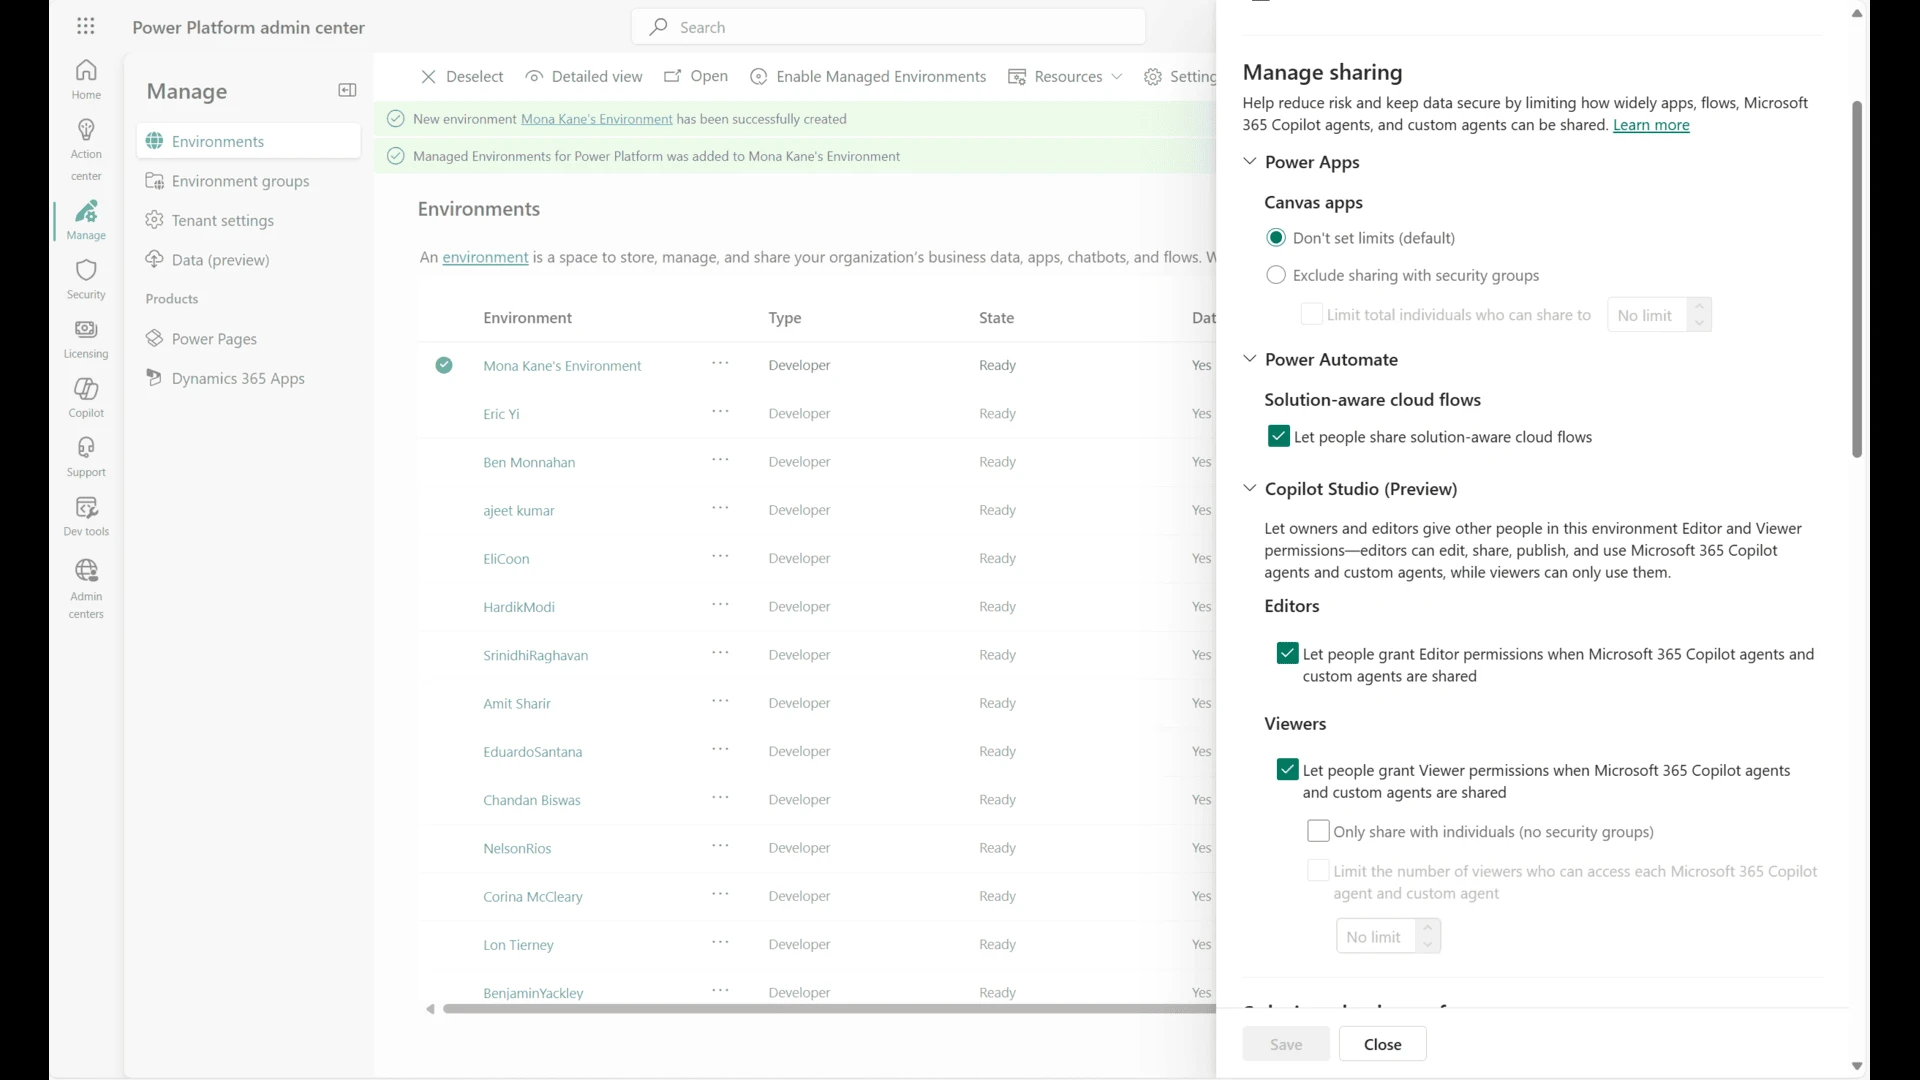 Power Platform admin center
Search
Home
Action
center
Manage
Security
Licensing
Copilot
Support
Dev tools
Admin
centers
Manage
Environments
Environment groups
Tenant settings
Data (preview)
Products
Power Pages
Dynamics 365 Apps
Deselect
Detailed view
Open
Enable Managed Environments
Resources
Setting
New environment Mona Kane's Environment has been successfully created
Managed Environments for Power Platform was added to Mona Kane's Environment
Environments
An environment is a space to store, manage, and share your organization's business data, apps, chatbots, and flows. W
Environment Type State Dat
Mona Kane's Environment ... Developer Ready Yes
Eric Yi ... Developer Ready Yes
Ben Monnahan ... Developer Ready Yes
ajeet kumar ... Developer Ready Yes
EliCoon ... Developer Ready Yes
HardikModi ... Developer Ready Yes
SrinidhiRaghavan ... Developer Ready Yes
Amit Sharir ... Developer Ready Yes
EduardoSantana ... Developer Ready Yes
Chandan Biswas ... Developer Ready Yes
NelsonRios ... Developer Ready Yes
Corina McCleary ... Developer Ready Yes
Lon Tierney ... Developer Ready Yes
BenjaminYackley ... Developer Ready Yes
Manage sharing
Help reduce risk and keep data secure by limiting how widely apps, flows, Microsoft
365 Copilot agents, and custom agents can be shared. Learn more
Power Apps
Canvas apps
Don't set limits (default)
Exclude sharing with security groups
Limit total individuals who can share to No limit
Power Automate
Solution-aware cloud flows
Let people share solution-aware cloud flows
Copilot Studio (Preview)
Let owners and editors give other people in this environment Editor and Viewer
permissions—editors can edit, share, publish, and use Microsoft 365 Copilot
agents and custom agents, while viewers can only use them.
Editors
Let people grant Editor permissions when Microsoft 365 Copilot agents and
custom agents are shared
Viewers
Let people grant Viewer permissions when Microsoft 365 Copilot agents
and custom agents are shared
Only share with individuals (no security groups)
Limit the number of viewers who can access each Microsoft 365 Copilot
agent and custom agent
No limit
Save
Close